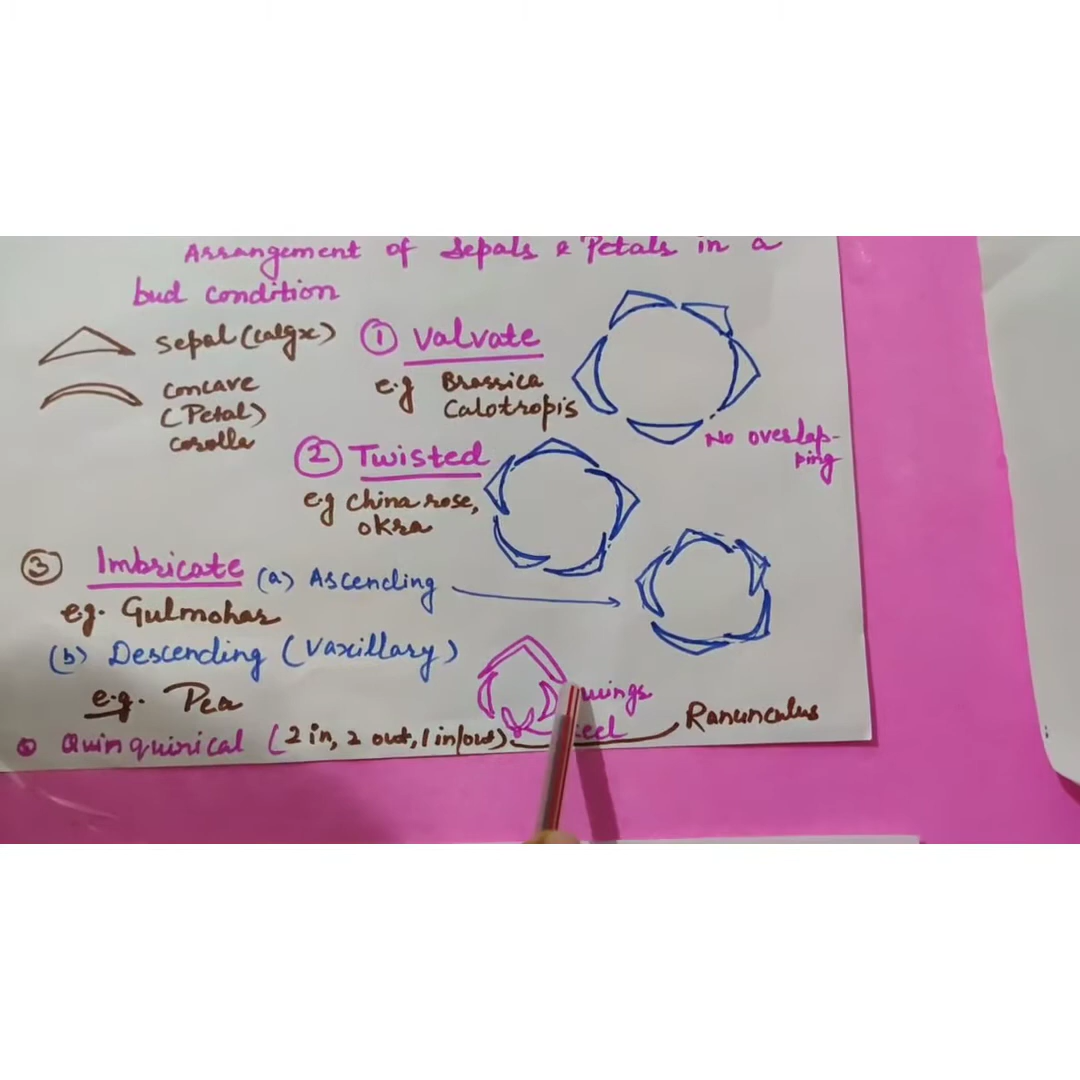 Arrangement of Sepals & Petals in a
bud condition
sepal (calyx)
concave
(Petal)
corolla
① Valvate
e.g Brassica
Calotropis
No overlap-
ping
② Twisted
e.g China rose,
okra
③ Imbricate (a) Ascending
e.g. Gulmohar
(b) Descending (Vaxillary)
e.g. Pea
wings
Quinquinical (2 in, 2 out, 1 in/out)
Ranunculus